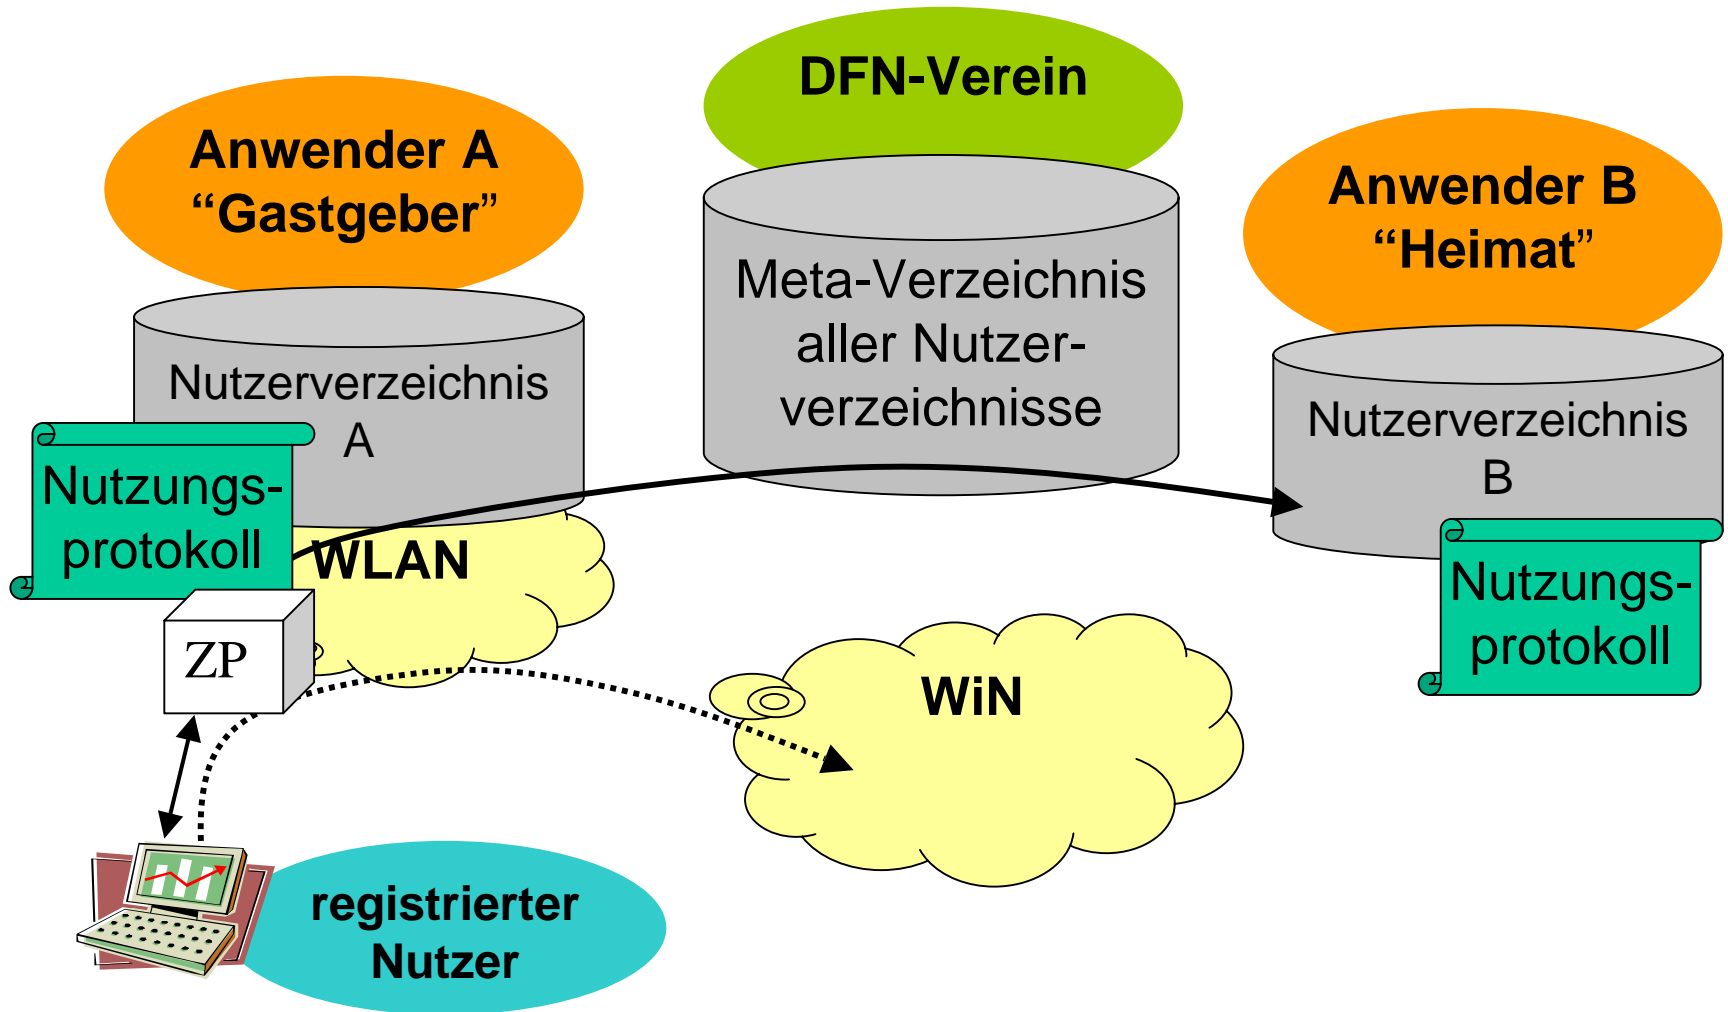 DFN-Verein
Anwender A
“Gastgeber”
Anwender B
“Heimat”
Meta-Verzeichnis
aller Nutzer-
verzeichnisse
Nutzerverzeichnis
A
Nutzerverzeichnis
B
Nutzungs-
protokoll
WLAN
Nutzungs-
protokoll
ZP
WiN
registrierter
Nutzer